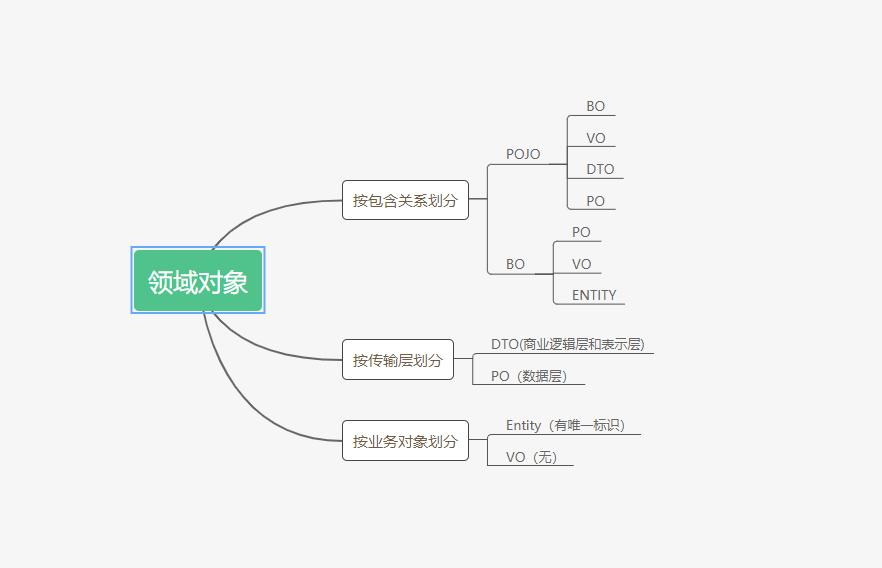 领域对象
按包含关系划分
POJO
BO
VO
DTO
PO
BO
PO
VO
ENTITY
按传输层划分
DTO(商业逻辑层和表示层)
PO（数据层）
按业务对象划分
Entity（有唯一标识）
VO（无）